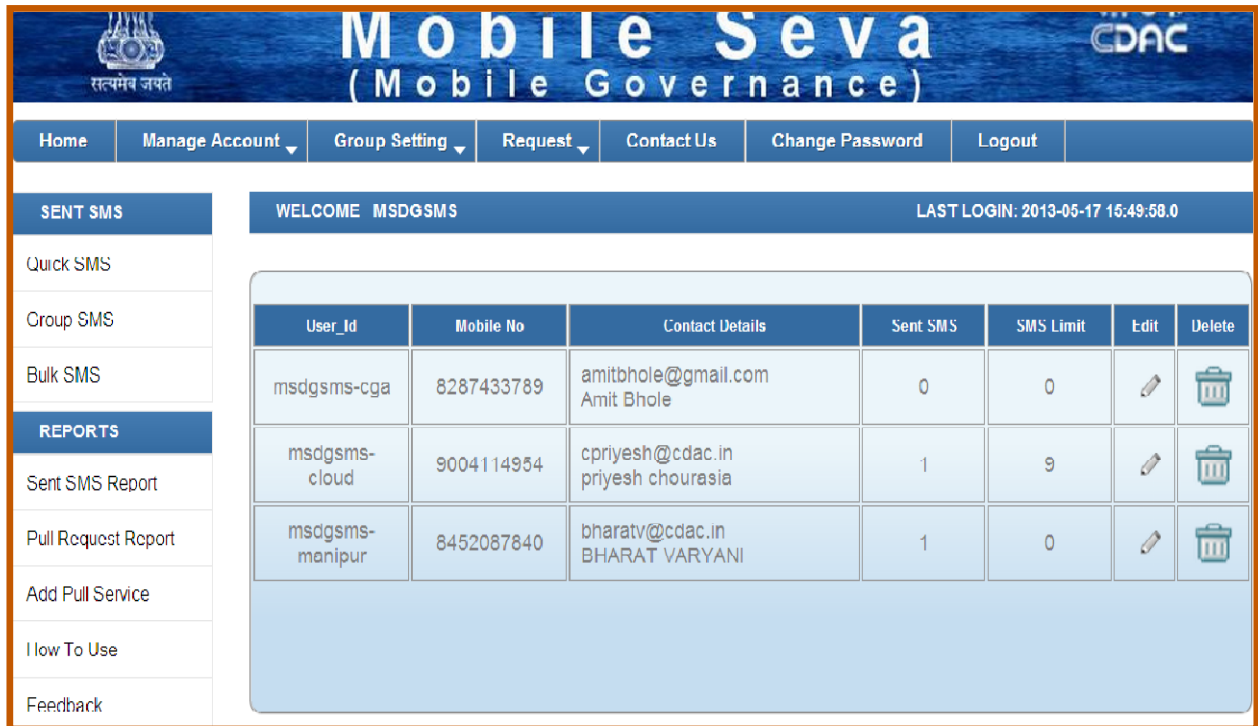 Mobile Seva
(Mobile Governance)
सत्यमेव जयते
CDAC
Home Manage Account Group Setting Request Contact Us Change Password Logout
SENT SMS
Quick SMS
Group SMS
Bulk SMS
REPORTS
Sent SMS Report
Pull Request Report
Add Pull Service
How To Use
Feedback
WELCOME MSDGSMS LAST LOGIN: 2013-05-17 15:49:58.0
User_Id Mobile No Contact Details Sent SMS SMS Limit Edit Delete
msdgsms-cga 8287433789 amitbhole@gmail.com 0 0
Amit Bhole
msdgsms- 9004114954 cpriyesh@cdac.in 1 9
cloud priyesh chourasia
msdgsms- 8452087840 bharatv@cdac.in 1 0
manipur BHARAT VARYANI